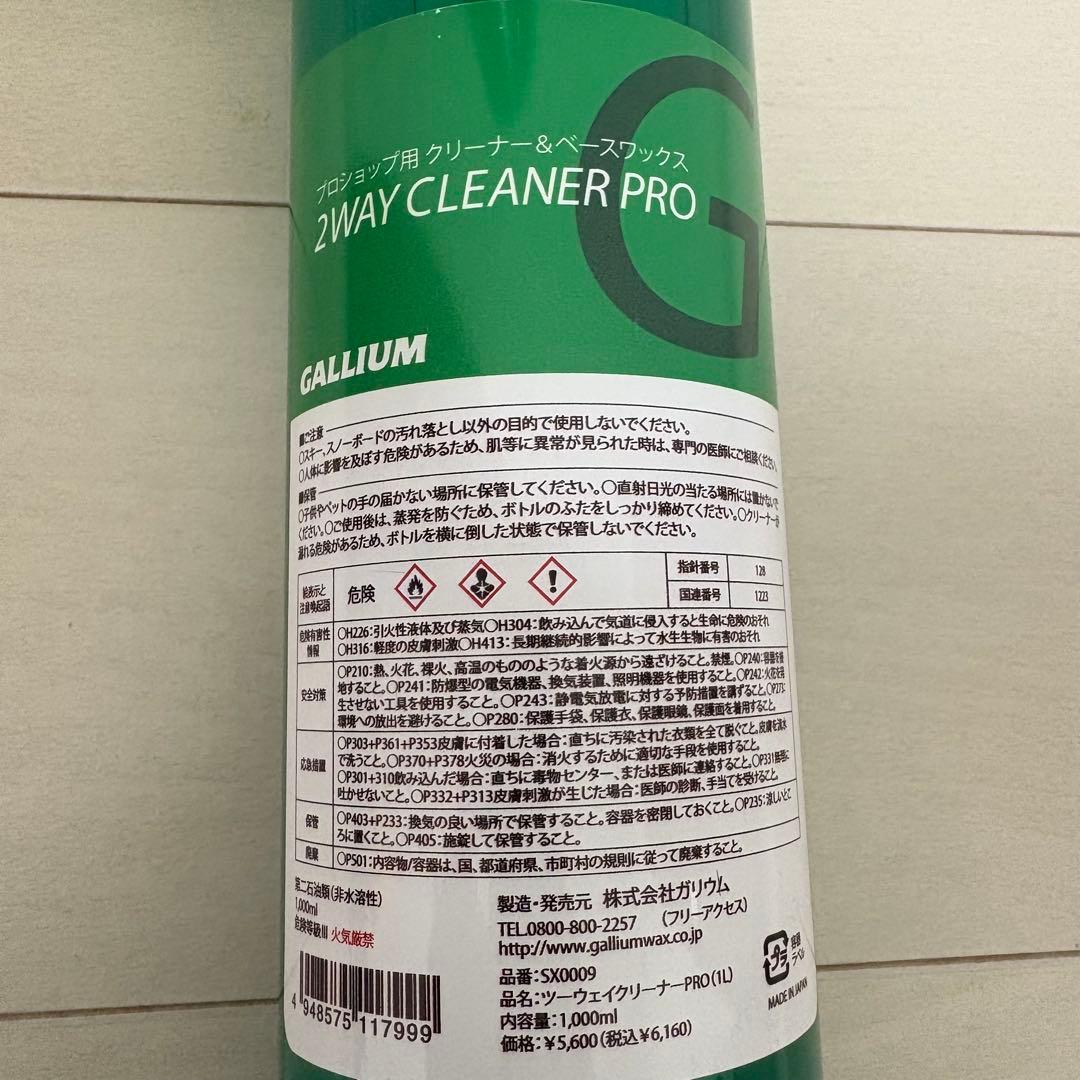 プロショップ用 クリーナー&ベースワックス
2WAY CLEANER PRO
G
GALLIUM
■ご注意
○スキー、スノーボードの汚れ落とし以外の目的で使用しないでください。
○人体に影響を及ぼす危険があるため、肌等に異常が見られた時は、専門の医師にご相談ください。
■保管
○子供やペットの手の届かない場所に保管してください。○直射日光の当たる場所には置かないで
ください。○ご使用後は、蒸発を防ぐため、ボトルのふたをしっかり締めてください。○クリーナーが
漏れる危険があるため、ボトルを横に倒した状態で保管しないでください。
絵表示と
注意喚起語
危険
指針番号 128
国連番号 1223
危険有害性
情報
○H226:引火性液体及び蒸気○H304:飲み込んで気道に侵入すると生命に危険のおそれ
○H316:軽度の皮膚刺激○H413:長期継続的影響によって水生生物に有害のおそれ
安全対策
○P210:熱、火花、裸火、高温のもののような着火源から遠ざけること。禁煙。○P240:容器を接
地すること。○P241:防爆型の電気機器、換気装置、照明機器を使用すること。○P242:火花を発
生させない工具を使用すること。○P243:静電気放電に対する予防措置を講ずること。○P273:
環境への放出を避けること。○P280:保護手袋、保護衣、保護眼鏡、保護面を着用すること。
応急措置
○P303+P361+P353皮膚に付着した場合:直ちに汚染された衣類を全て脱ぐこと。皮膚を流水
で洗うこと。○P370+P378火災の場合:消火するために適切な手段を使用すること。
○P301+310飲み込んだ場合:直ちに毒物センター、または医師に連絡すること。○P331無理に
吐かせないこと。○P332+P313皮膚刺激が生じた場合:医師の診断、手当てを受けること。
保管
○P403+P233:換気の良い場所で保管すること。容器を密閉しておくこと。○P235:涼しいとこ
ろに置くこと。○P405:施錠して保管すること。
廃棄
○P501:内容物/容器は、国、都道府県、市町村の規則に従って廃棄すること。
第二石油類(非水溶性)
1,000ml
危険等級Ⅲ 火気厳禁
4 948575 117999
製造・発売元 株式会社ガリウム
TEL.0800-800-2257 (フリーアクセス)
http://www.galliumwax.co.jp
品番:SX0009
品名:ツーウェイクリーナーPRO(1L)
内容量:1,000ml
価格:¥5,600(税込¥6,160)
プラ
容器
ラベル
MADE IN JAPAN